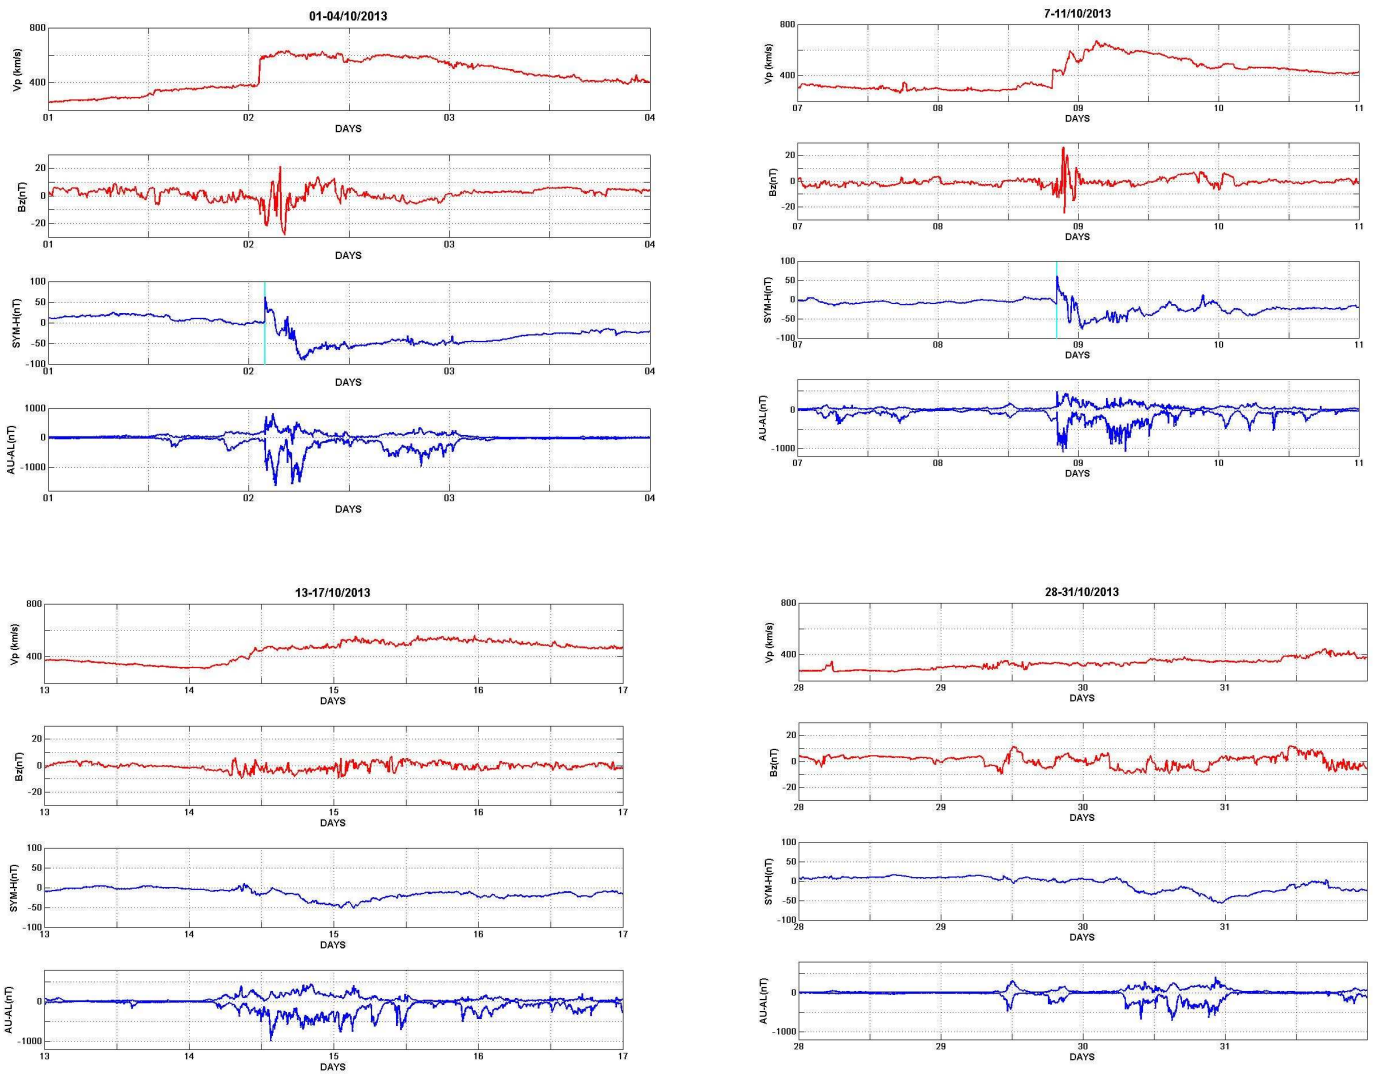 01-04/10/2013
800
400
Vp (km/s)
01 02 03 04
DAYS
20
0
-20
Bz(nT)
01 02 03 04
DAYS
100
50
0
-50
-100
SYM-H(nT)
01 02 03 04
DAYS
1000
0
-1000
AU-AL(nT)
01 02 03 04
DAYS
7-11/10/2013
800
400
Vp (km/s)
07 08 09 10 11
DAYS
20
0
-20
Bz(nT)
07 08 09 10 11
DAYS
100
50
0
-50
-100
SYM-H(nT)
07 08 09 10 11
DAYS
0
-1000
AU-AL(nT)
07 08 09 10 11
DAYS
13-17/10/2013
800
400
Vp (km/s)
13 14 15 16 17
DAYS
20
0
-20
Bz(nT)
13 14 15 16 17
DAYS
100
50
0
-50
-100
SYM-H(nT)
13 14 15 16 17
DAYS
0
-1000
AU-AL(nT)
13 14 15 16 17
DAYS
28-31/10/2013
800
400
Vp (km/s)
28 29 30 31
DAYS
20
0
-20
Bz(nT)
28 29 30 31
DAYS
100
50
0
-50
-100
SYM-H(nT)
28 29 30 31
DAYS
0
-1000
AU-AL(nT)
28 29 30 31
DAYS